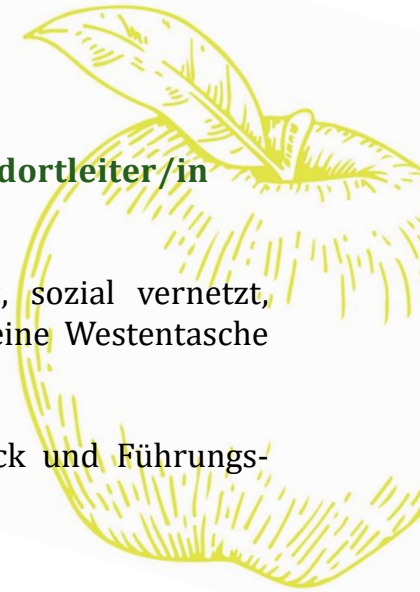 dortleiter/in
, sozial vernetzt,
eine Westentasche
ck und Führungs-